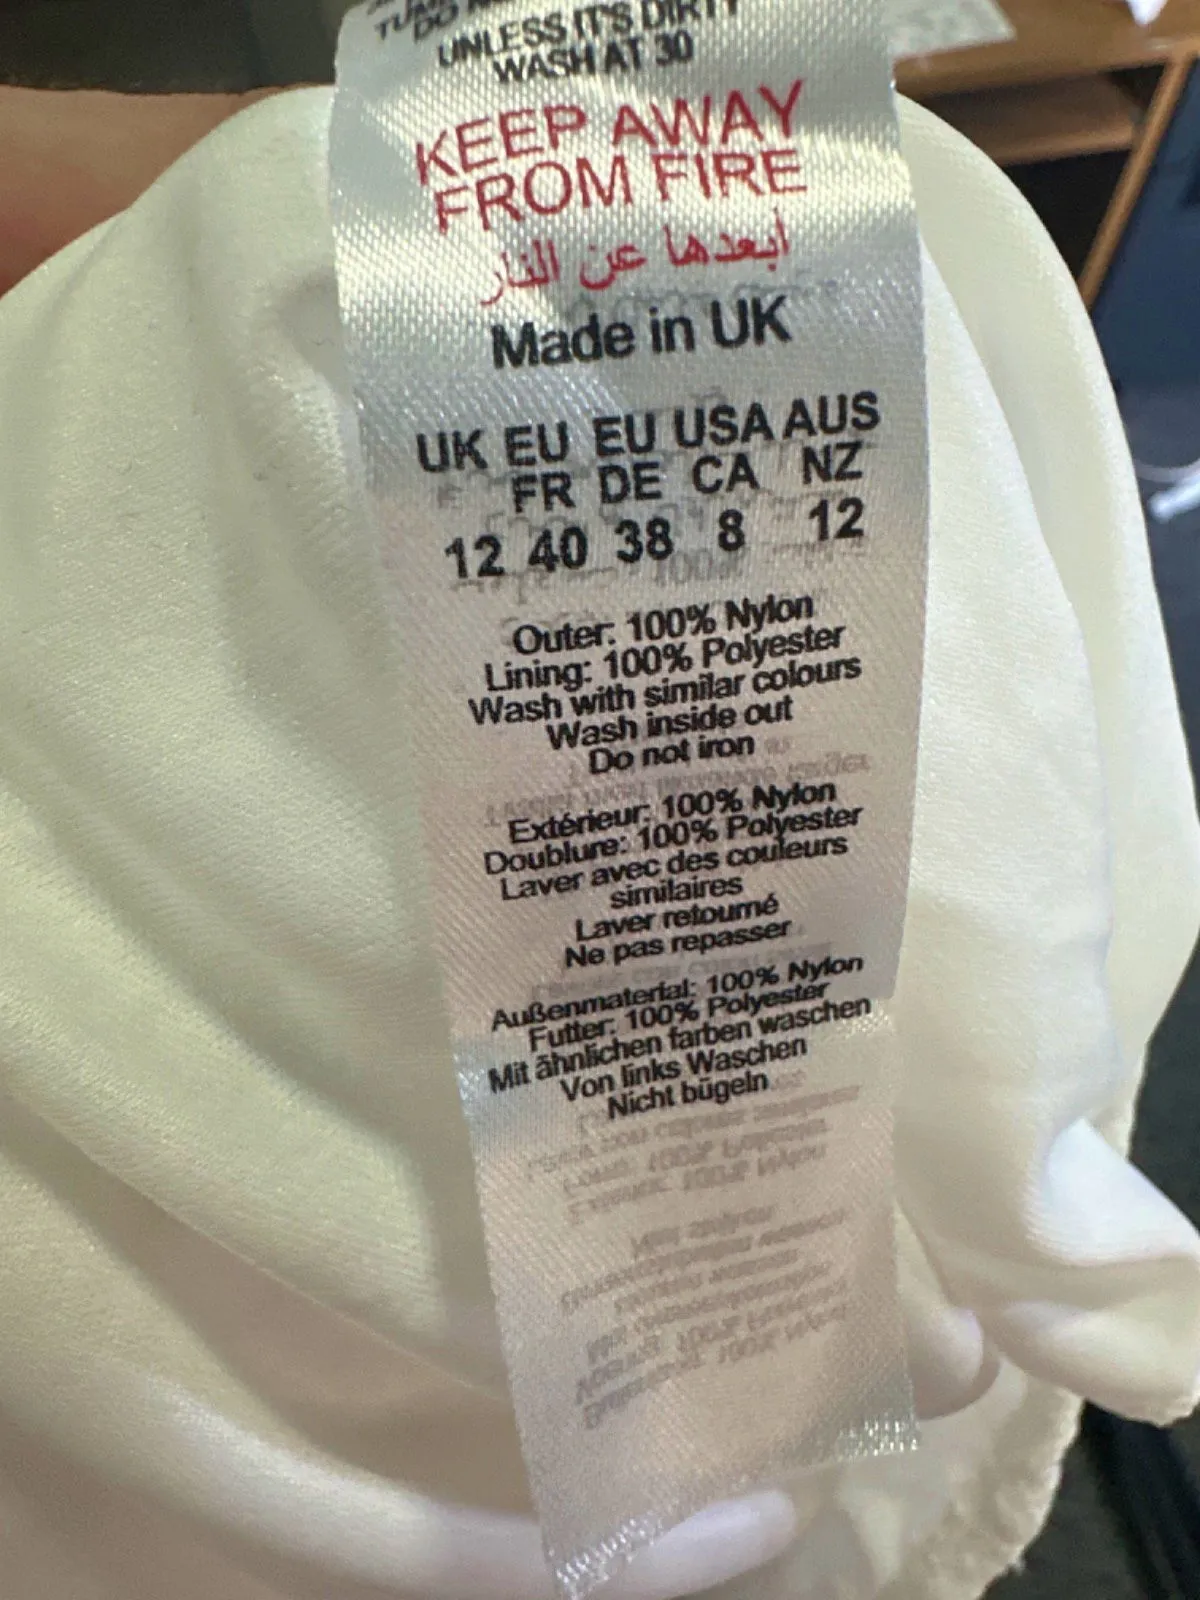 UNLESS IT'S DIRTY
WASH AT 30
KEEP AWAY
FROM FIRE
أبعدها عن النار
Made in UK
UK EU EU USA AUS
FR DE CA NZ
12 40 38 8 12
Outer: 100% Nylon
Lining: 100% Polyester
Wash with similar colours
Wash inside out
Do not iron
Extérieur: 100% Nylon
Doublure: 100% Polyester
Laver avec des couleurs
similaires
Laver retourné
Ne pas repasser
Außenmaterial: 100% Nylon
Futter: 100% Polyester
Mit ähnlichen farben waschen
Von links Waschen
Nicht bügeln